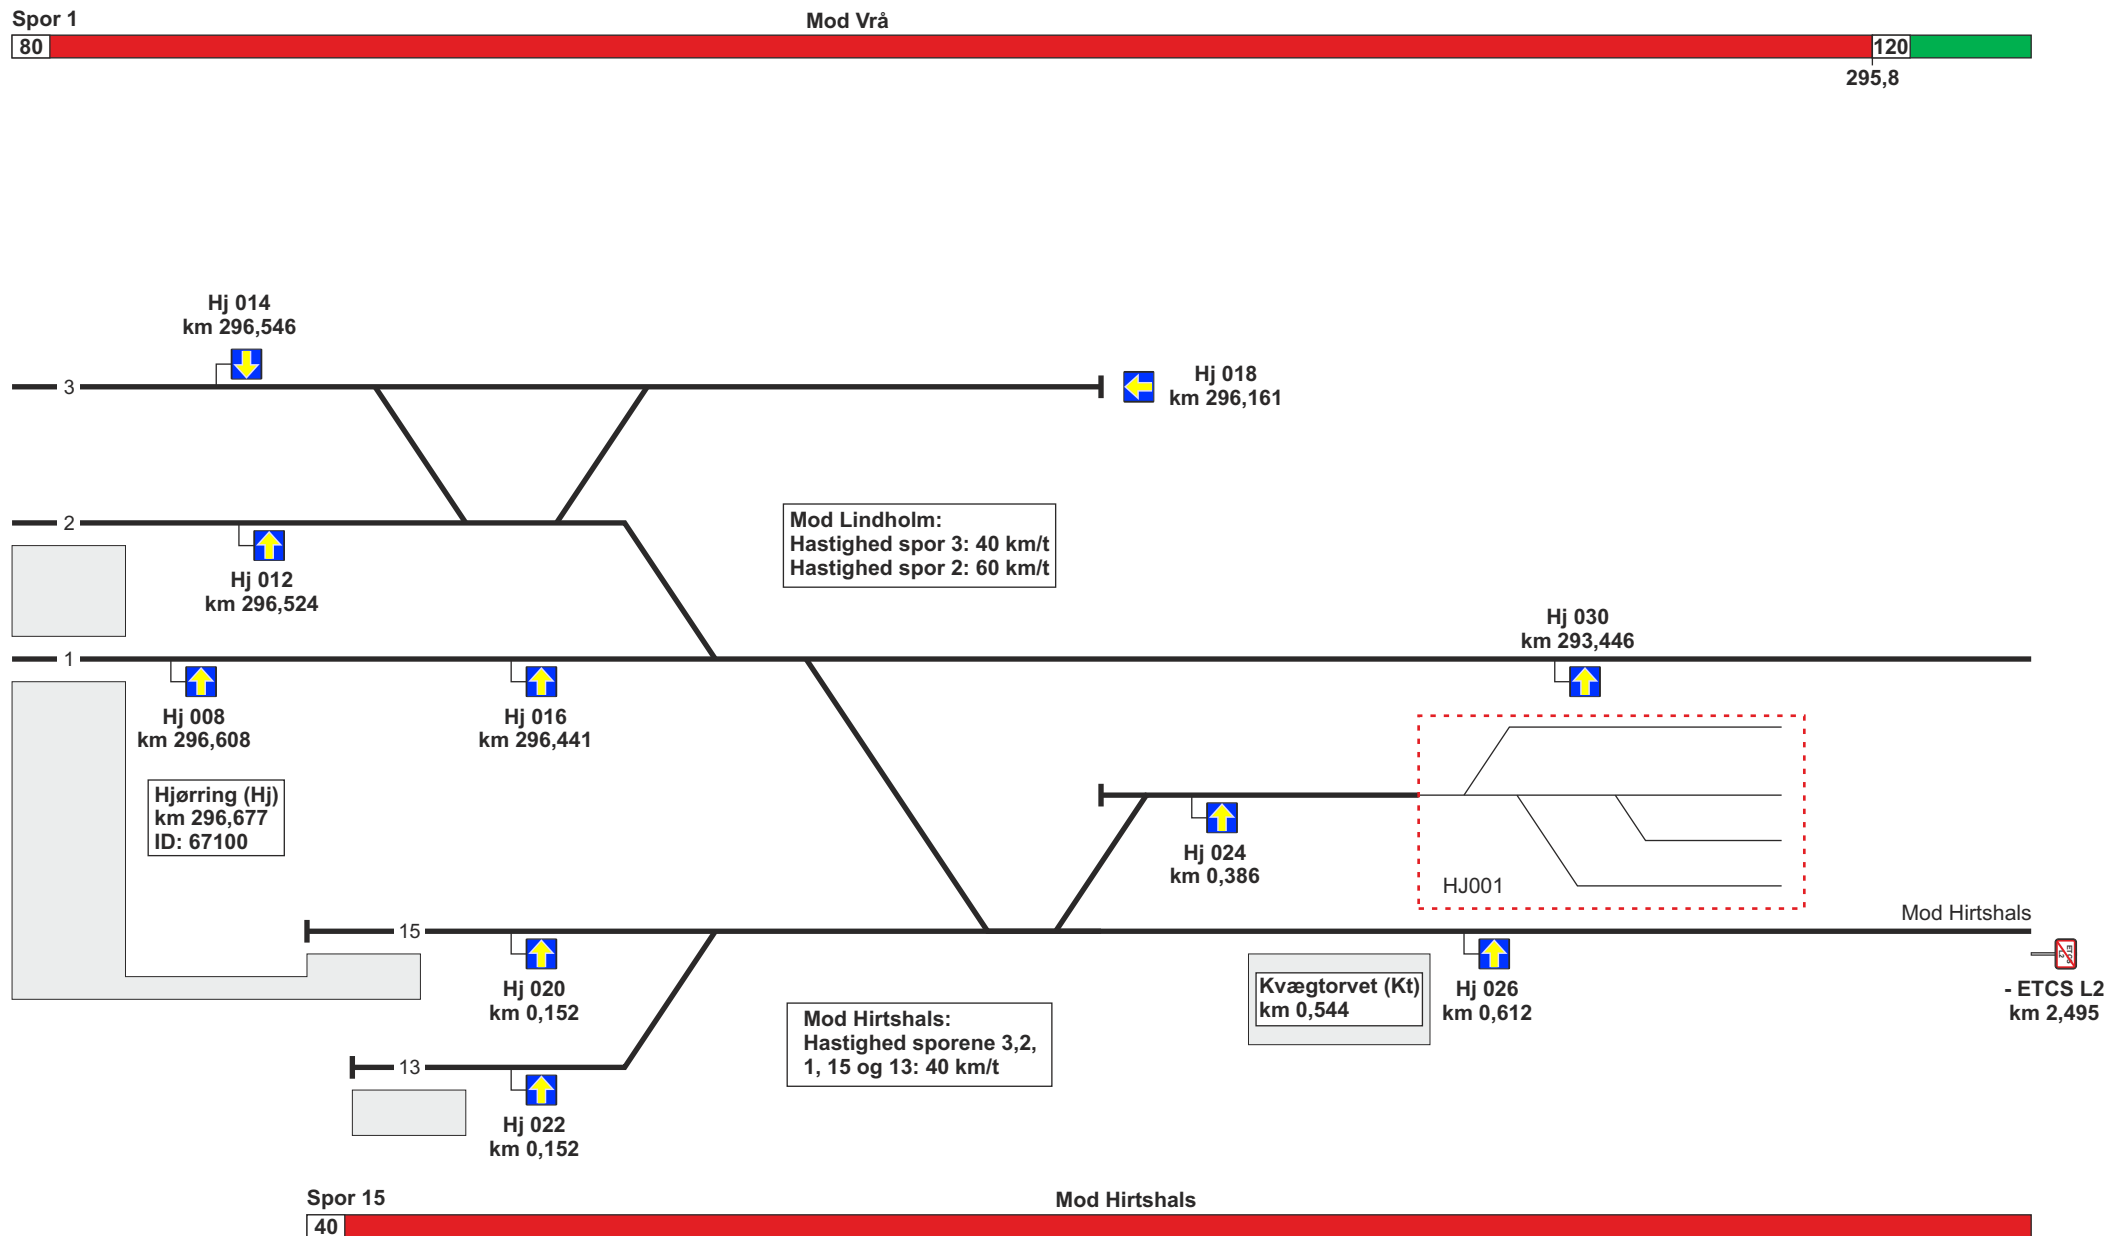 Spor 1
Mod Vrå
80
120
295,8
Hj 014
km 296,546
3
Hj 018
km 296,161
2
Hj 012
km 296,524
Mod Lindholm:
Hastighed spor 3: 40 km/t
Hastighed spor 2: 60 km/t
Hj 030
km 293,446
1
Hj 008
km 296,608
Hj 016
km 296,441
Hjørring (Hj)
km 296,677
ID: 67100
Hj 024
km 0,386
HJ001
Mod Hirtshals
15
Hj 020
km 0,152
Kvægtorvet (Kt)
km 0,544
Hj 026
km 0,612
ETCS
L2
- ETCS L2
km 2,495
Mod Hirtshals:
Hastighed sporene 3,2,
1, 15 og 13: 40 km/t
13
Hj 022
km 0,152
Spor 15
Mod Hirtshals
40